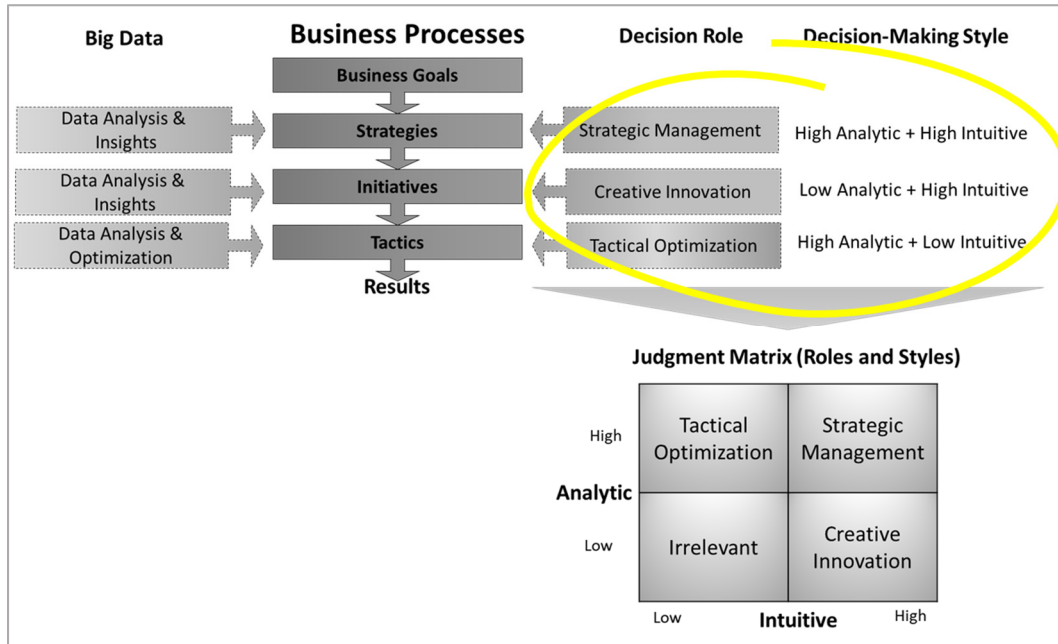 Big Data
Business Processes
Decision Role
Decision-Making Style
Business Goals
Data Analysis &
Insights
Strategies
Strategic Management
High Analytic + High Intuitive
Data Analysis &
Insights
Initiatives
Creative Innovation
Low Analytic + High Intuitive
Data Analysis &
Optimization
Tactics
Tactical Optimization
High Analytic + Low Intuitive
Results
Judgment Matrix (Roles and Styles)
High
Tactical
Optimization
Strategic
Management
Analytic
Low
Irrelevant
Creative
Innovation
Low
Intuitive
High